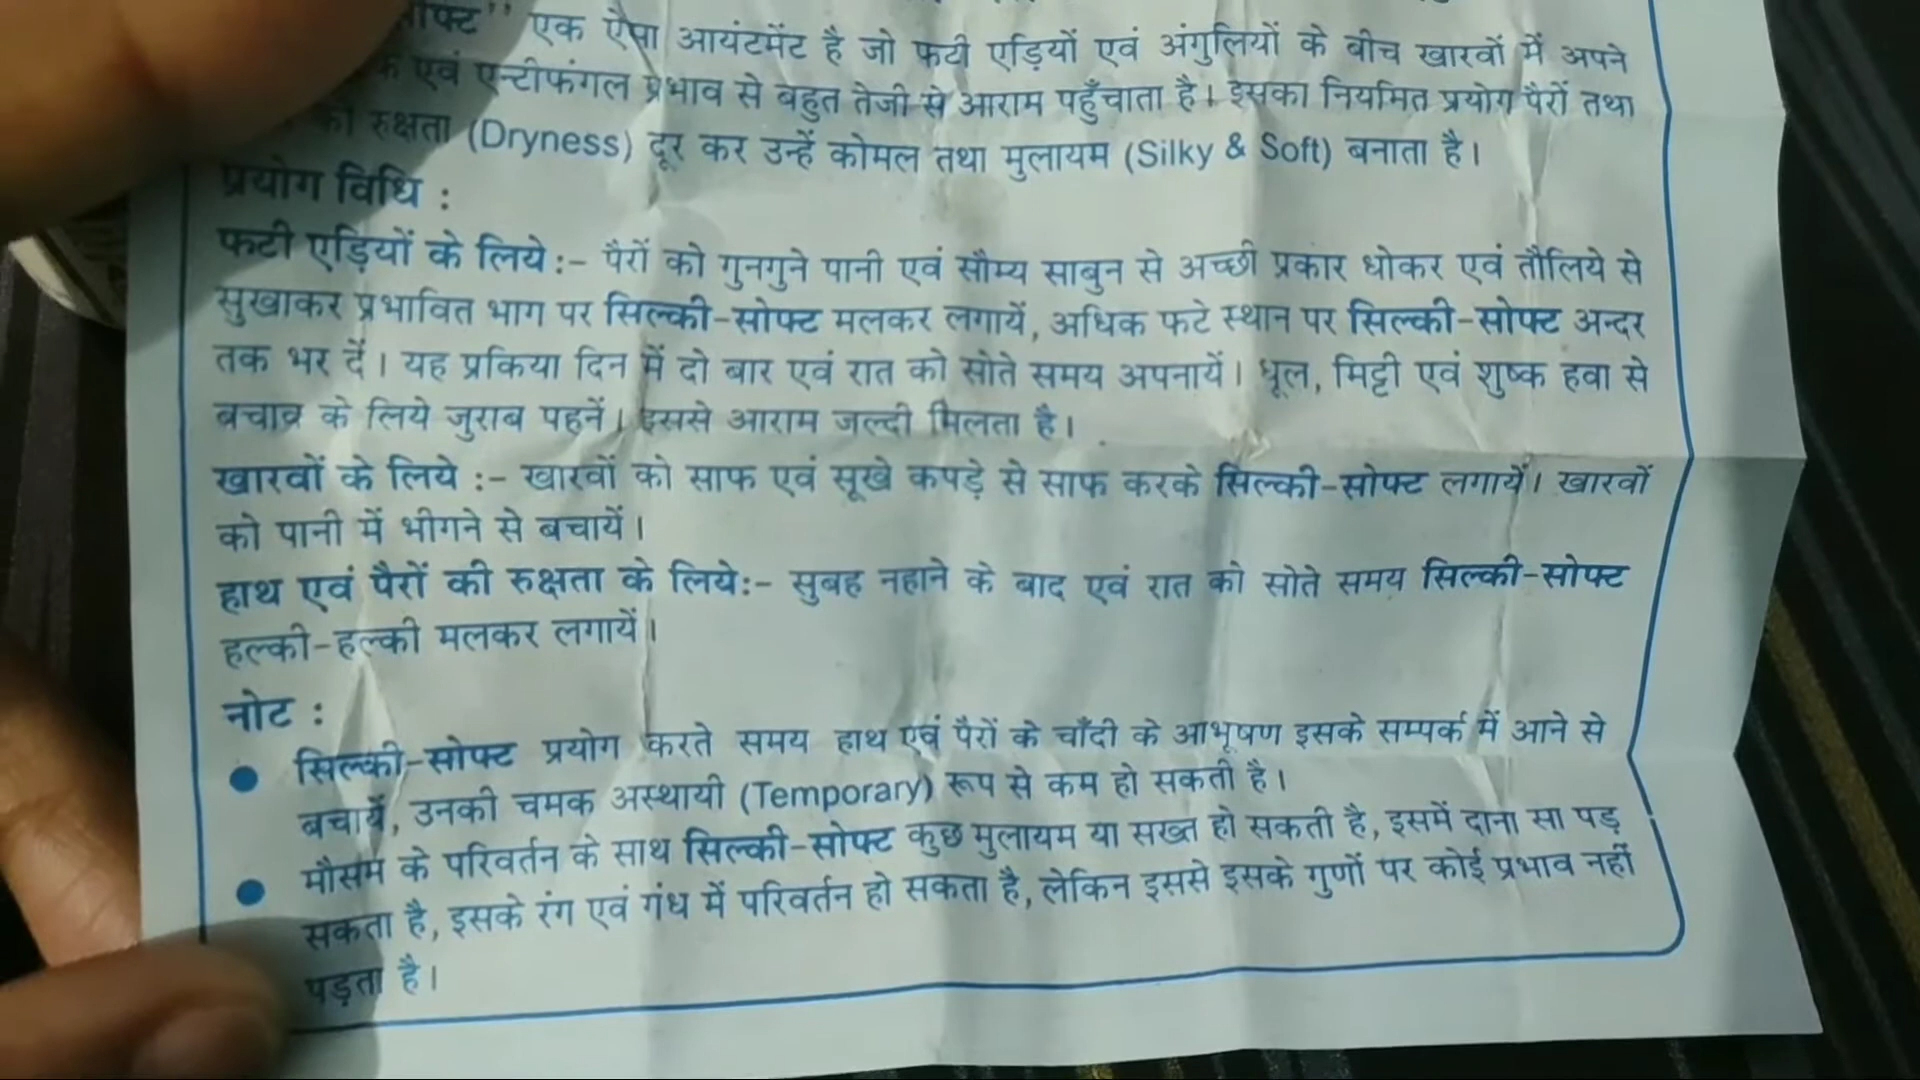 एक ऐसा आयंटमेंट है जो फटी एड़ियों एवं अंगुलियों के बीच खारवों में अपने
एवं एन्टीफंगल प्रभाव से बहुत तेजी से आराम पहुँचाता है। इसका नियमित प्रयोग पैरों तथा
की रुक्षता (Dryness) दूर कर उन्हें कोमल तथा मुलायम (Silky & Soft) बनाता है।
प्रयोग विधि :
फटी एड़ियों के लिये:- पैरों को गुनगुने पानी एवं सौम्य साबुन से अच्छी प्रकार धोकर एवं तौलिये से
सुखाकर प्रभावित भाग पर सिल्की-सोफ्ट मलकर लगायें, अधिक फटे स्थान पर सिल्की-सोफ्ट अन्दर
तक भर दें। यह प्रकिया दिन में दो बार एवं रात को सोते समय अपनायें। धूल, मिट्टी एवं शुष्क हवा से
बचाव के लिये जुराब पहनें। इससे आराम जल्दी मिलता है।
खारवों के लिये :- खारवों को साफ एवं सूखे कपड़े से साफ करके सिल्की-सोफ्ट लगायें। खारवों
को पानी में भीगने से बचायें।
हाथ एवं पैरों की रुक्षता के लिये:- सुबह नहाने के बाद एवं रात को सोते समय सिल्की-सोफ्ट
हल्की-हल्की मलकर लगायें।
नोट :
● सिल्की-सोफ्ट प्रयोग करते समय हाथ एवं पैरों के चाँदी के आभूषण इसके सम्पर्क में आने से
बचायें, उनकी चमक अस्थायी (Temporary) रूप से कम हो सकती है।
● मौसम के परिवर्तन के साथ सिल्की-सोफ्ट कुछ मुलायम या सख्त हो सकती है, इसमें दाना सा पड़
सकता है, इसके रंग एवं गंध में परिवर्तन हो सकता है, लेकिन इससे इसके गुणों पर कोई प्रभाव नहीं
पड़ता है।